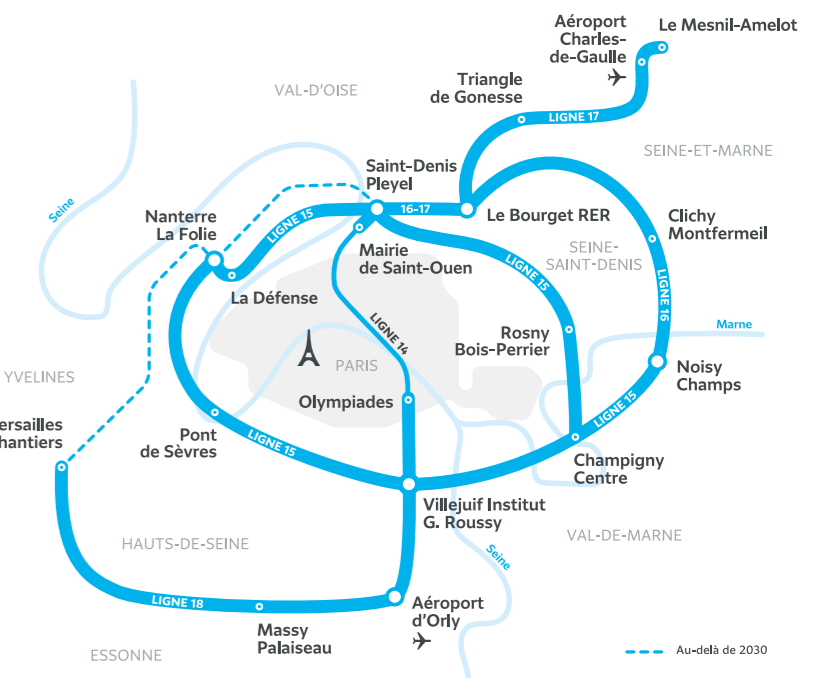 Aéroport
Charles-
de-Gaulle
Le Mesnil-Amelot
Triangle
de Gonesse
VAL-D'OISE
LIGNE 17
SEINE-ET-MARNE
Saint-Denis
Pleyel
Seine
Nanterre
La Folie
LIGNE 15
16-17
Le Bourget RER
Clichy
Montfermeil
Mairie
de Saint-Ouen
SEINE-
SAINT-DENIS
LIGNE 15
La Défense
LIGNE 16
LIGNE 14
Rosny
Bois-Perrier
Marne
PARIS
YVELINES
Noisy
Champs
Olympiades
LIGNE 15
ersailles
hantiers
Pont
de Sèvres
LIGNE 15
Champigny
Centre
Villejuif Institut
G. Roussy
VAL-DE-MARNE
HAUTS-DE-SEINE
Seine
LIGNE 18
Aéroport
d'Orly
Massy
Palaiseau
ESSONNE
Au-delà de 2030